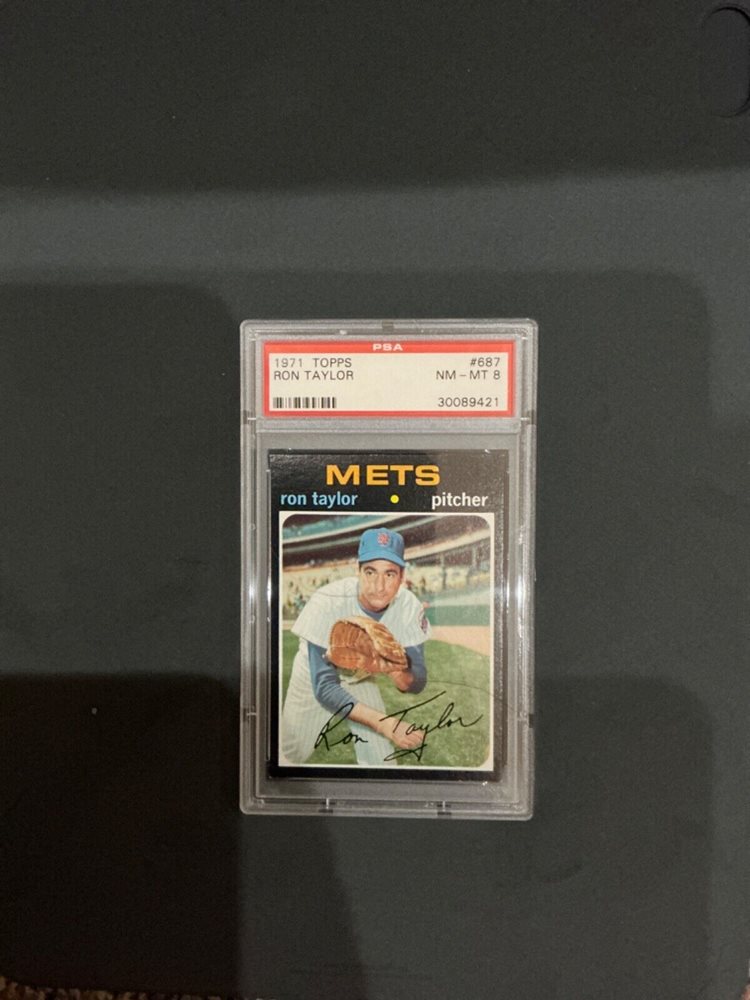 PSA
1971 TOPPS #687
RON TAYLOR NM - MT 8
30089421
METS
ron taylor • pitcher
Ron Taylor